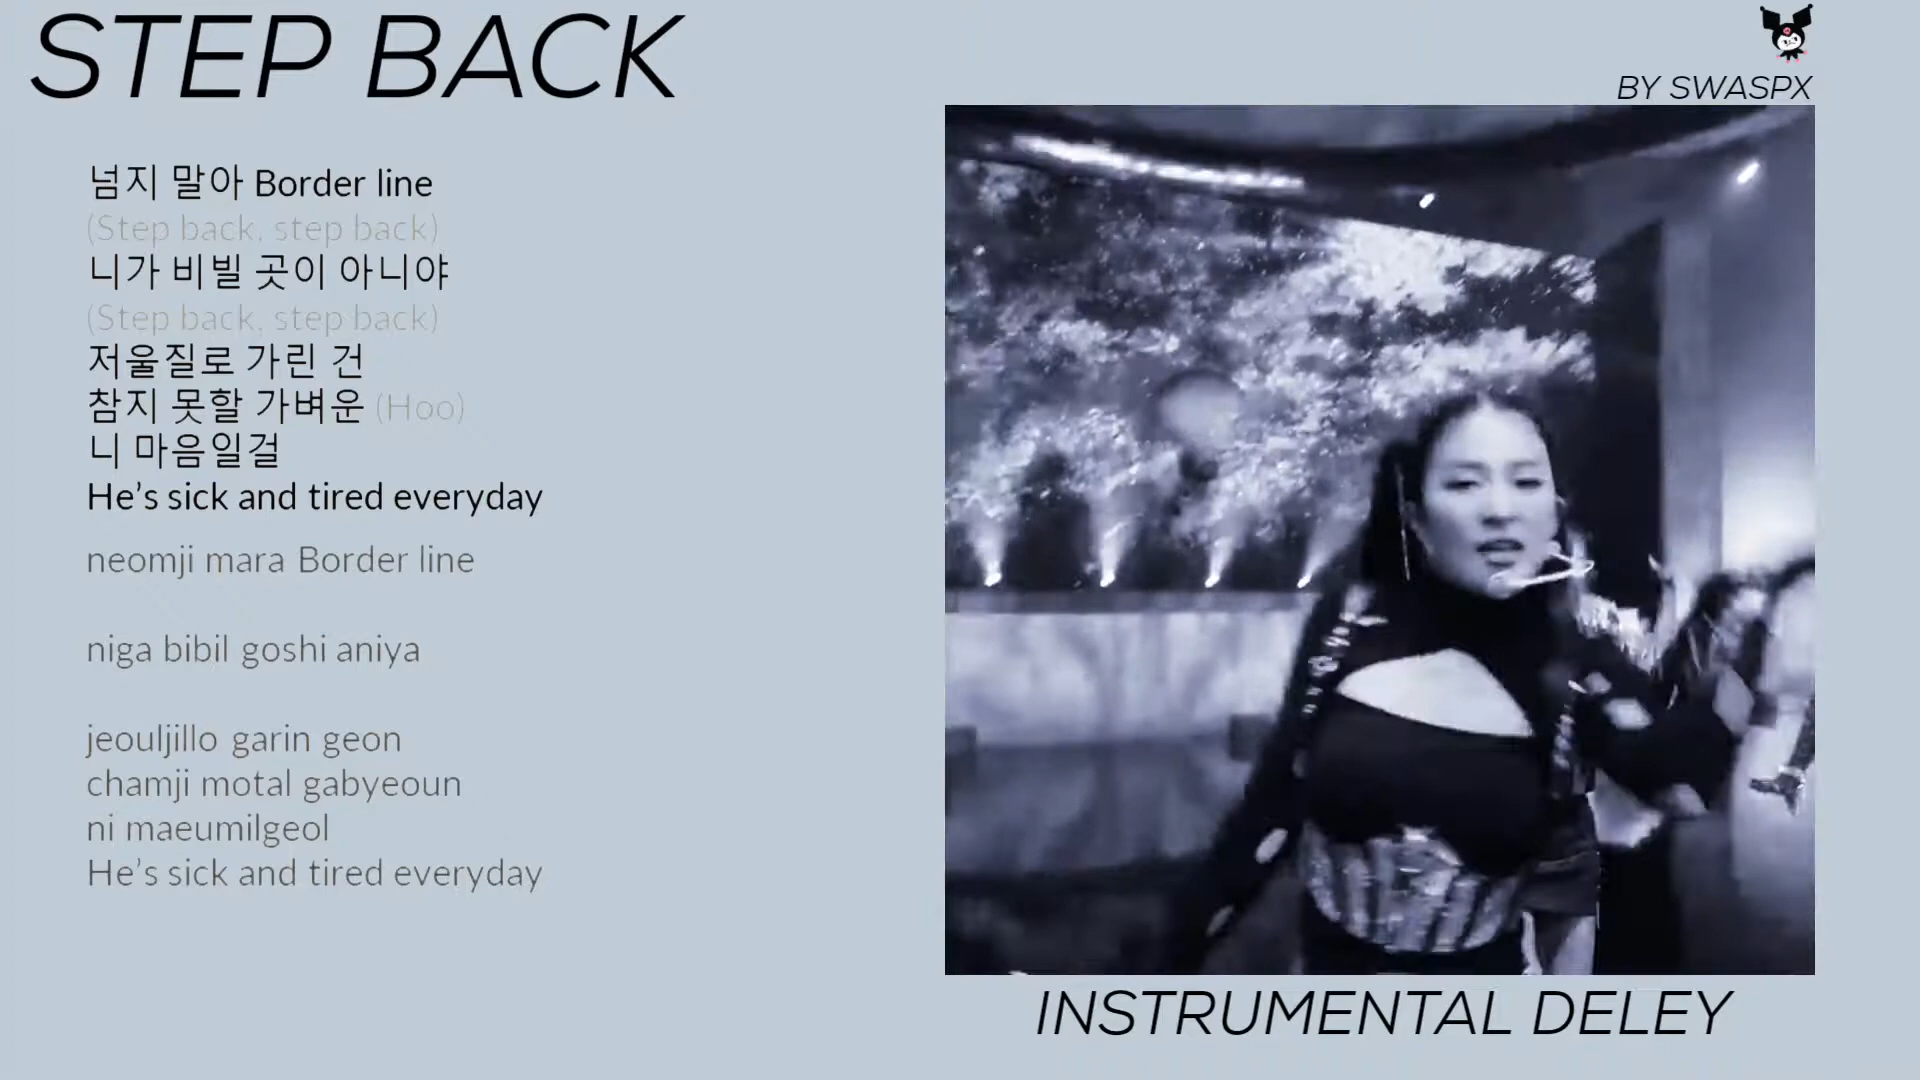 STEP BACK
BY SWASPX
넘지 말아 Border line
(Step back, step back)
니가 비빌 곳이 아니야
(Step back, step back)
저울질로 가린 건
참지 못할 가벼운 (Hoo)
니 마음일걸
He's sick and tired everyday
neomji mara Border line
niga bibil goshi aniya
jeouljillo garin geon
chamji motal gabyeoun
ni maeumilgeol
He's sick and tired everyday
INSTRUMENTAL DELEY